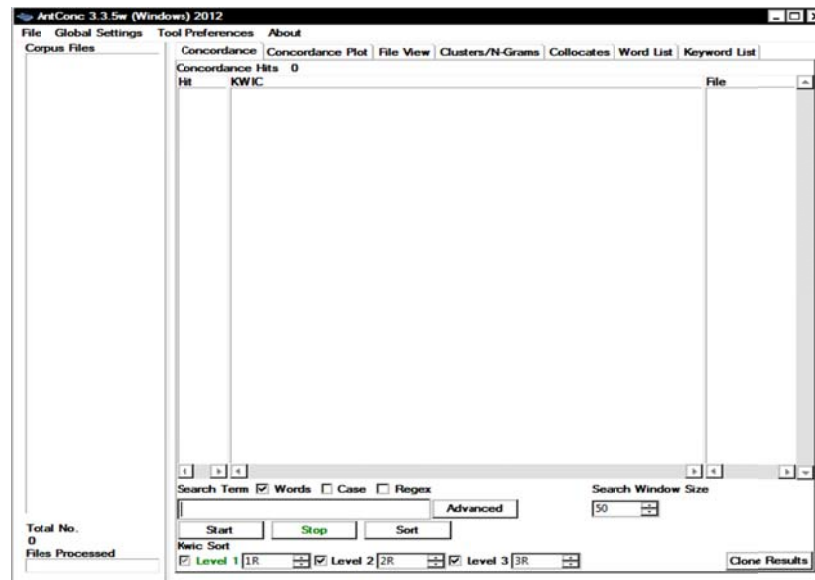 AntConc 3.3.5w (Windows) 2012
File Global Settings Tool Preferences About
Corpus Files
Concordance Concordance Plot File View Clusters/N-Grams Collocates Word List Keyword List
Concordance Hits 0
Hit KWIC File
Search Term Words Case Regex Search Window Size
Advanced 50
Total No.
0
Files Processed
Start Stop Sort
Kwic Sort
Level 1 1R Level 2 2R Level 3 3R Clone Results